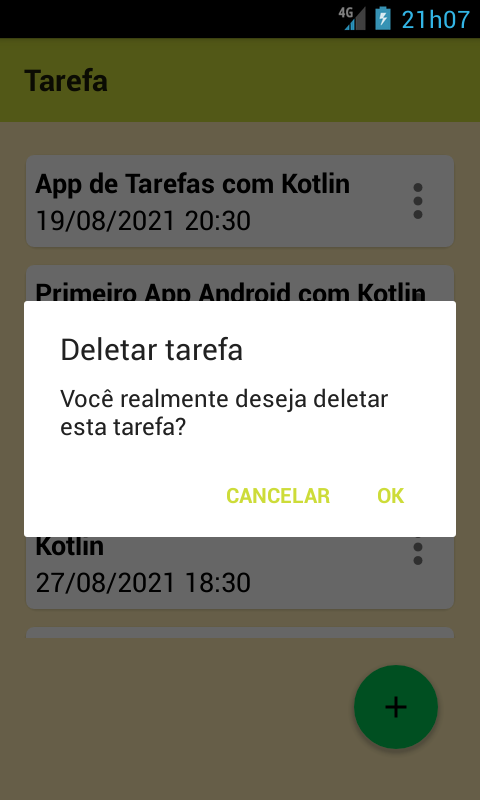 4G 21h07
Tarefa
App de Tarefas com Kotlin
19/08/2021 20:30
Primeiro App Android com Kotlin
Deletar tarefa
Você realmente deseja deletar
esta tarefa?
CANCELAR OK
Kotlin
27/08/2021 18:30
+